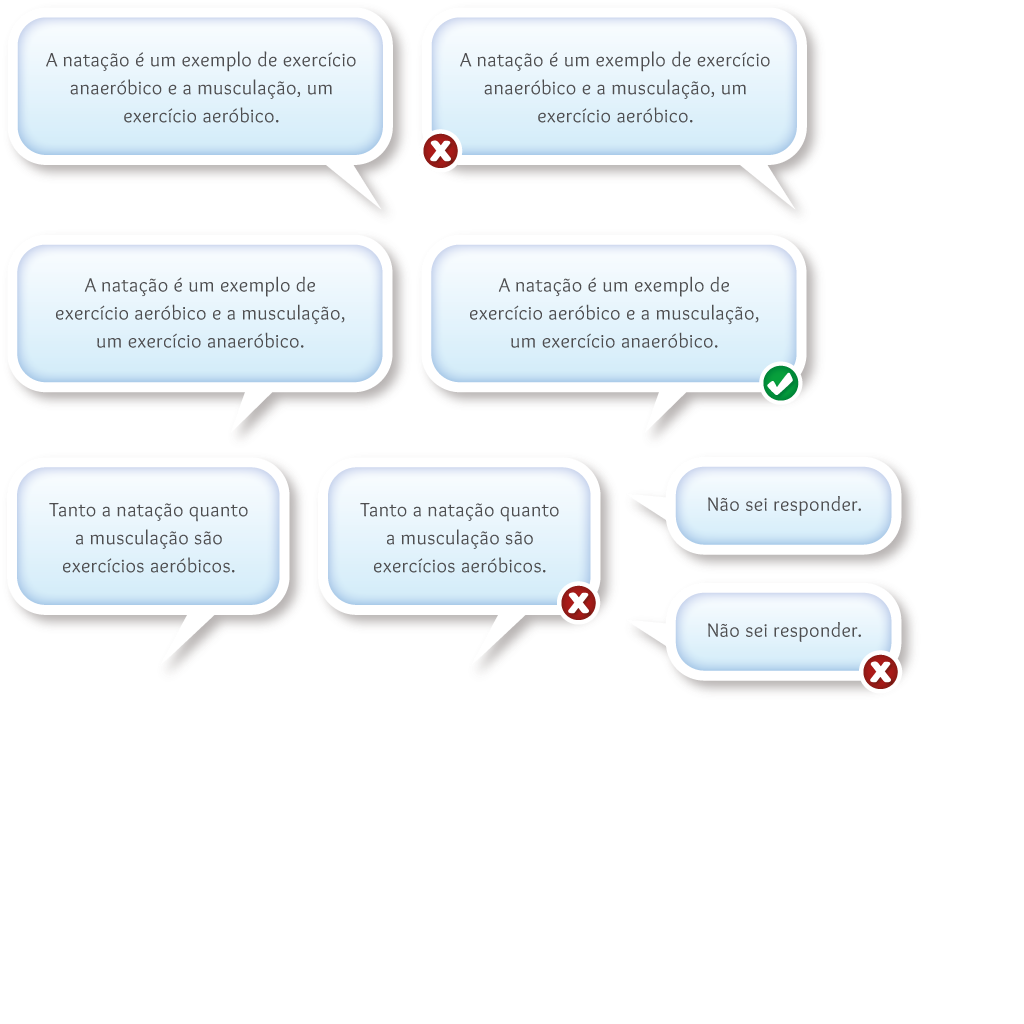 A natação é um exemplo de exercício
anaeróbico e a musculação, um
exercício aeróbico.
A natação é um exemplo de exercício
anaeróbico e a musculação, um
exercício aeróbico.
A natação é um exemplo de
exercício aeróbico e a musculação,
um exercício anaeróbico.
A natação é um exemplo de
exercício aeróbico e a musculação,
um exercício anaeróbico.
Tanto a natação quanto
a musculação são
exercícios aeróbicos.
Tanto a natação quanto
a musculação são
exercícios aeróbicos.
Não sei responder.
Não sei responder.